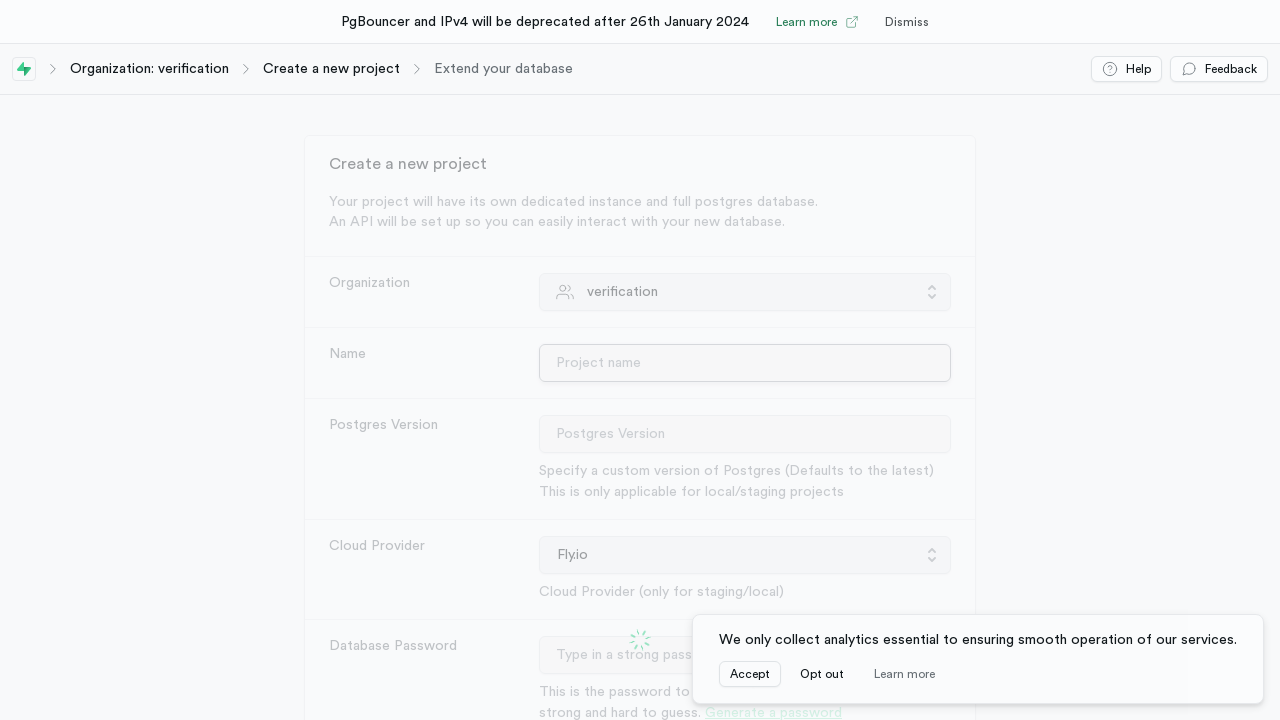 PgBouncer and IPv4 will be deprecated after 26th January 2024 Learn more Dismiss
Organization: verification Create a new project Extend your database Help Feedback
Create a new project
Your project will have its own dedicated instance and full postgres database.
An API will be set up so you can easily interact with your new database.
Organization verification
Name Project name
Postgres Version Postgres Version
Specify a custom version of Postgres (Defaults to the latest)
This is only applicable for local/staging projects
Cloud Provider Fly.io
Cloud Provider (only for staging/local)
Database Password Type in a strong pass
This is the password to
strong and hard to guess. Generate a password
We only collect analytics essential to ensuring smooth operation of our services.
Accept Opt out Learn more